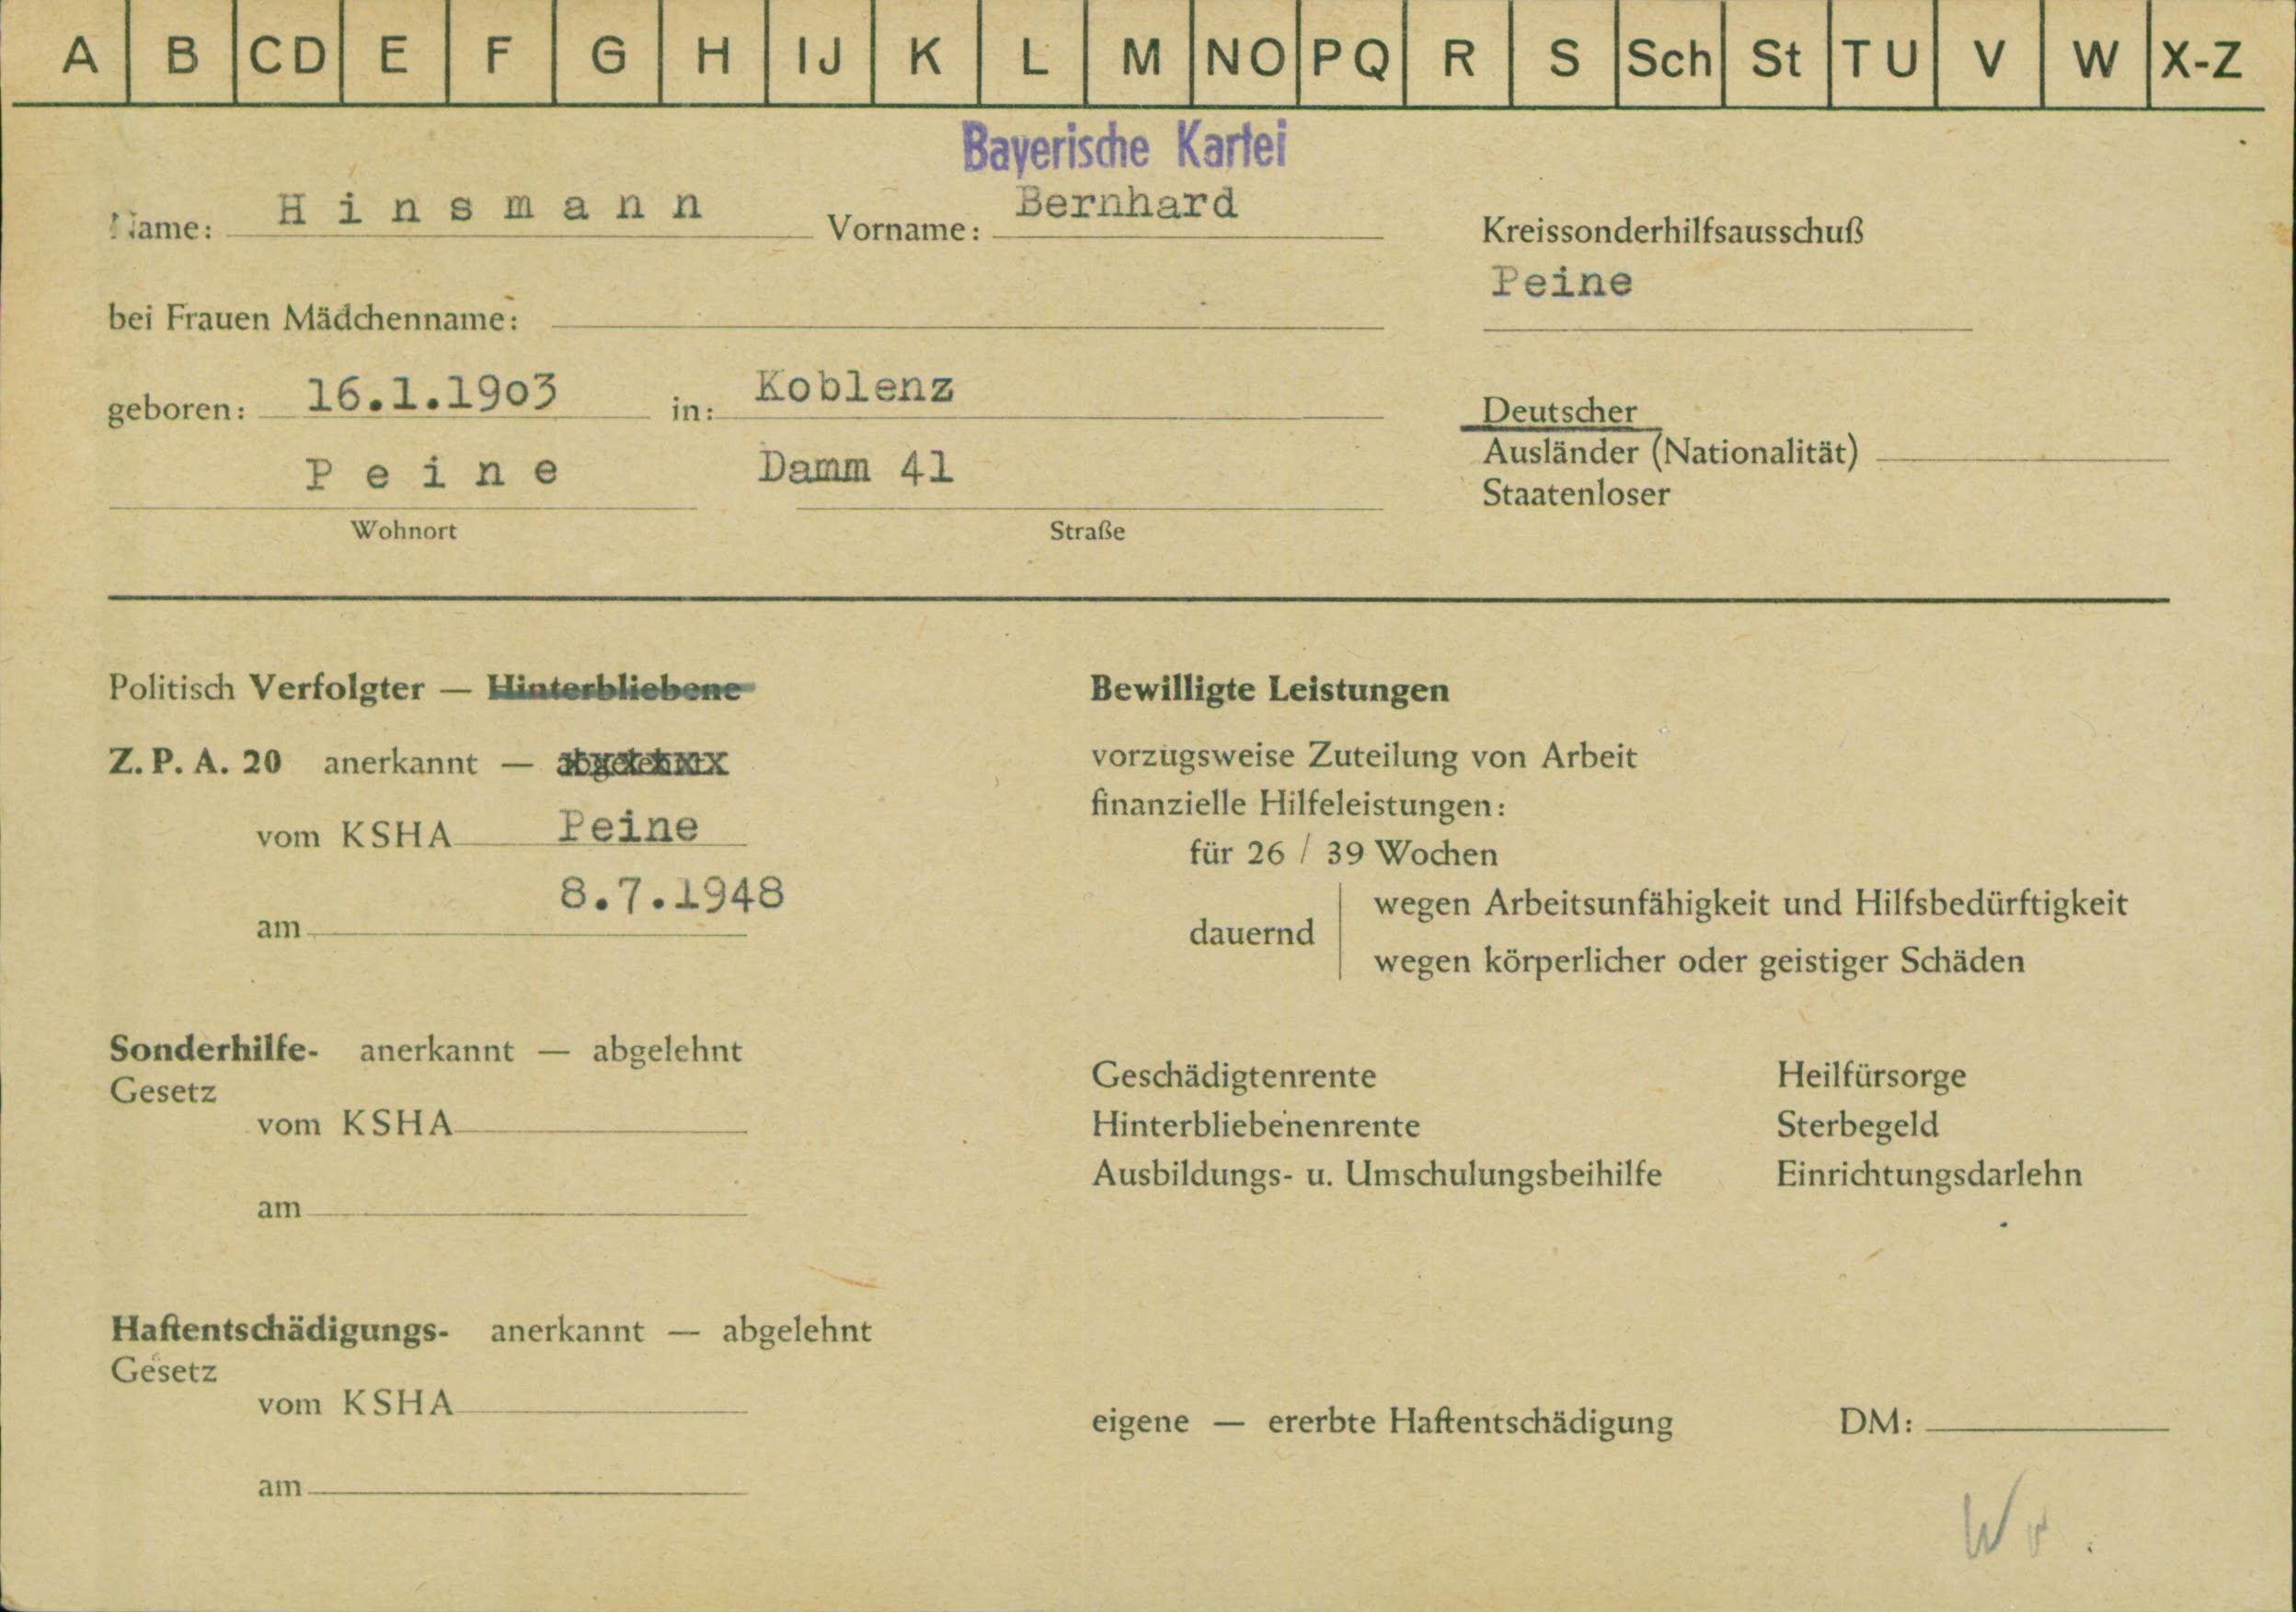 A B CD E F G H IJ K L M NO PQ R S Sch St TU V W X-Z
Bayerische Kartei
Name: Hinsmann Vorname: Bernhard
Kreissonderhilfsausschuß
Peine
bei Frauen Mädchenname:
geboren: 16.1.1903 in: Koblenz
Deutscher
Ausländer (Nationalität)
Staatenloser
Peine Damm 41
Wohnort Straße
Politisch Verfolgter — Hinterbliebene
Z. P. A. 20 anerkannt — abgelehnt
vom KSHA Peine
am 8.7.1948
Sonderhilfe- anerkannt — abgelehnt
Gesetz
vom KSHA
am
Haftentschädigungs- anerkannt — abgelehnt
Gesetz
vom KSHA
am
Bewilligte Leistungen
vorzugsweise Zuteilung von Arbeit
finanzielle Hilfeleistungen:
für 26 / 39 Wochen
dauernd
wegen Arbeitsunfähigkeit und Hilfsbedürftigkeit
wegen körperlicher oder geistiger Schäden
Geschädigtenrente Heilfürsorge
Hinterbliebenenrente Sterbegeld
Ausbildungs- u. Umschulungsbeihilfe Einrichtungsdarlehn
eigene — ererbte Haftentschädigung DM: